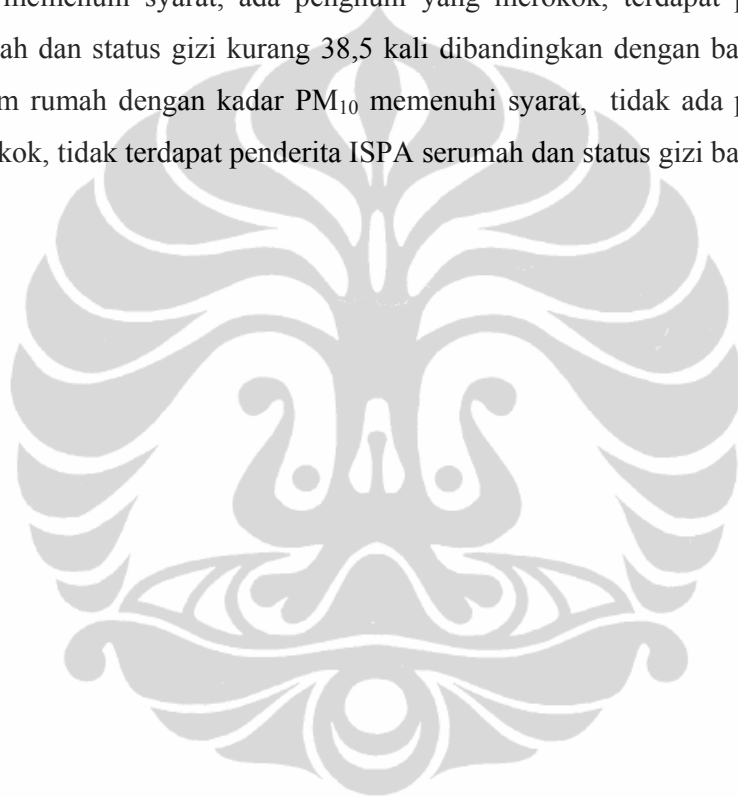 memenuhi syarat, ada penghuni yang merokok, terdapat p
ah dan status gizi kurang 38,5 kali dibandingkan dengan ba
m rumah dengan kadar PM₁₀ memenuhi syarat, tidak ada p
kok, tidak terdapat penderita ISPA serumah dan status gizi ba